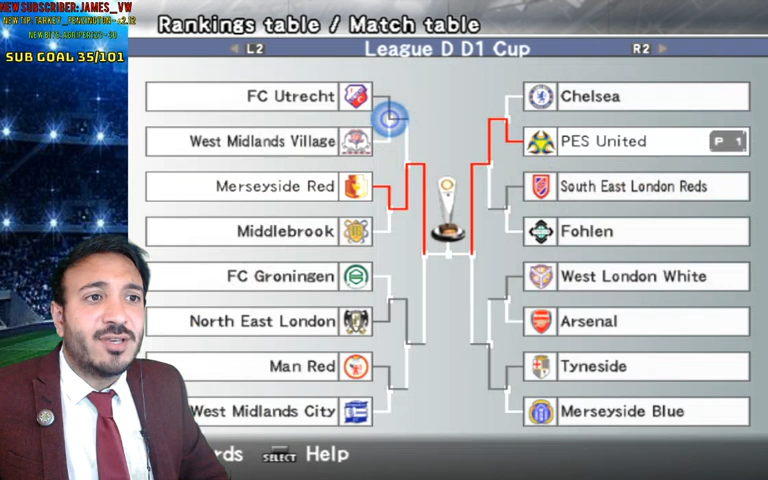 NEW SUBSCRIBER: JAMES_VW
Rankings table / Match table
SUB GOAL 35/101
L2 League D D1 Cup R2
FC Utrecht
Chelsea
West Midlands Village
PES United P 1
Merseyside Red
South East London Reds
Middlebrook
Fohlen
FC Groningen
West London White
North East London
Arsenal
Man Red
Tyneside
West Midlands City
Merseyside Blue
rds SELECT Help